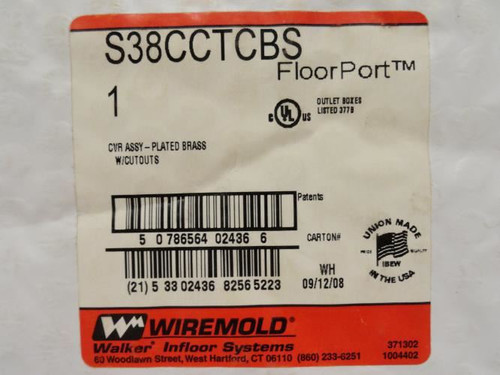 S38CCTCBS
FloorPort™
1
C UL US
OUTLET BOXES
LISTED 377B
CVR ASSY-PLATED BRASS
W/CUTOUTS
Patents
5 0 786564 02436 6
CARTON#
(21) 5 33 02436 8256 5223
WH
09/12/08
UNION MADE
IBEW
IN THE USA
WIREMOLD®
Walker® Infloor Systems
60 Woodlawn Street, West Hartford, CT 06110 (860) 233-6251
371302
1004402